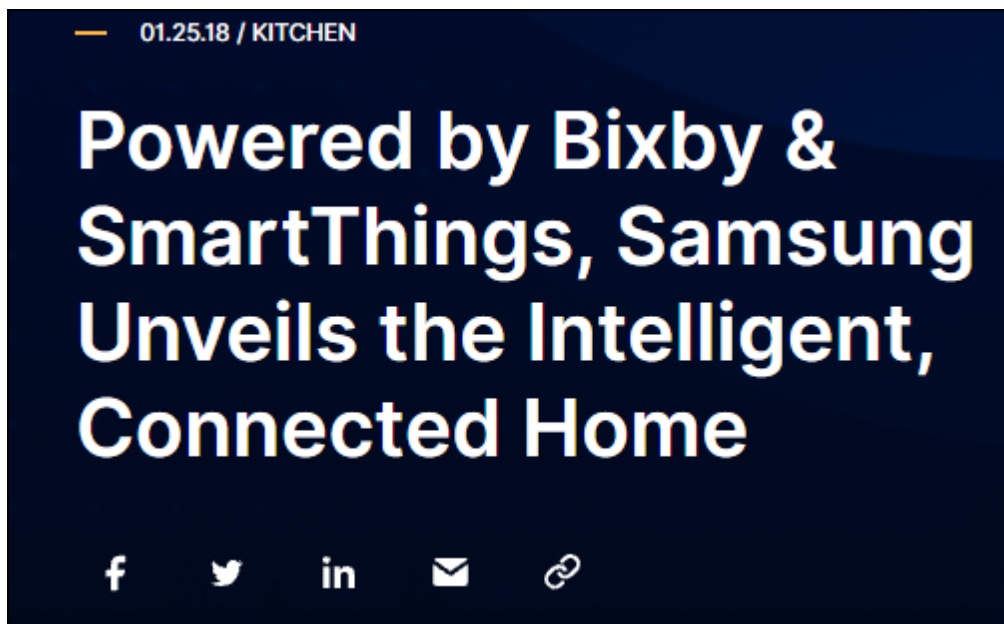 01.25.18 / KITCHEN
Powered by Bixby &
SmartThings, Samsung
Unveils the Intelligent,
Connected Home